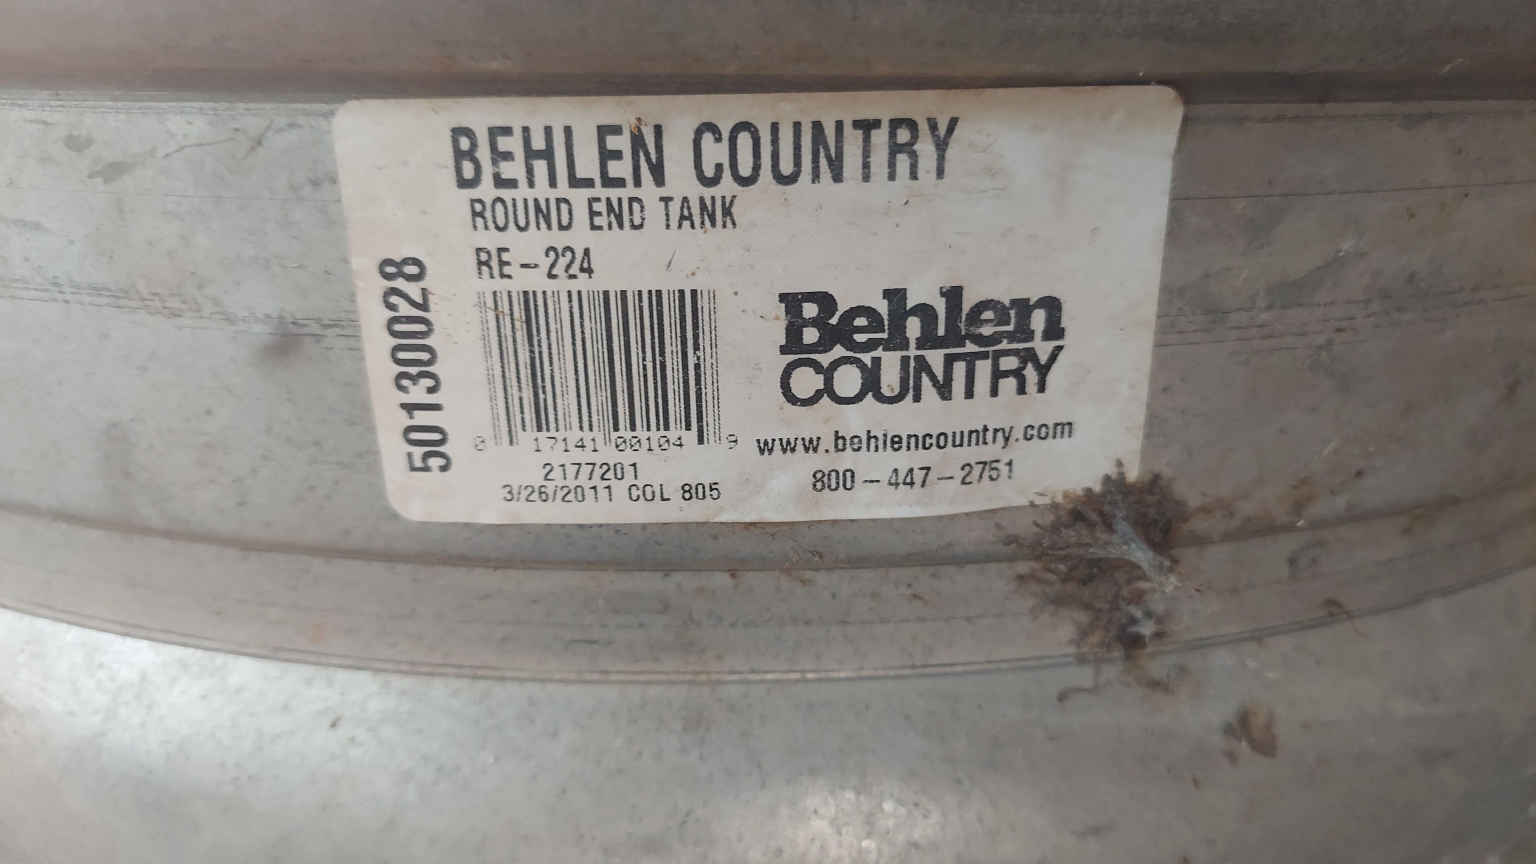 BEHLEN COUNTRY
ROUND END TANK
RE-224
50130028
0 17141 00104 9
2177201
3/26/2011 COL 805
Behlen
COUNTRY
www.behlencountry.com
800-447-2751